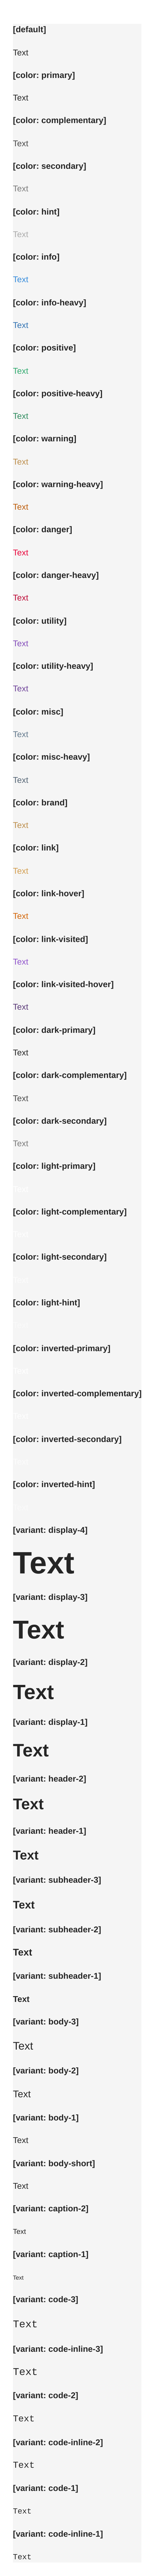 [default]
Text
[color: primary]
Text
[color: complementary]
Text
[color: secondary]
Text
[color: hint]
Text
[color: info]
Text
[color: info-heavy]
Text
[color: positive]
Text
[color: positive-heavy]
Text
[color: warning]
Text
[color: warning-heavy]
Text
[color: danger]
Text
[color: danger-heavy]
Text
[color: utility]
Text
[color: utility-heavy]
Text
[color: misc]
Text
[color: misc-heavy]
Text
[color: brand]
Text
[color: link]
Text
[color: link-hover]
Text
[color: link-visited]
Text
[color: link-visited-hover]
Text
[color: dark-primary]
Text
[color: dark-complementary]
Text
[color: dark-secondary]
Text
[color: light-primary]
[color: light-complementary]
[color: light-secondary]
[color: light-hint]
[color: inverted-primary]
[color: inverted-complementary]
[color: inverted-secondary]
[color: inverted-hint]
[variant: display-4]
Text
[variant: display-3]
Text
[variant: display-2]
Text
[variant: display-1]
Text
[variant: header-2]
Text
[variant: header-1]
Text
[variant: subheader-3]
Text
[variant: subheader-2]
Text
[variant: subheader-1]
Text
[variant: body-3]
Text
[variant: body-2]
Text
[variant: body-1]
Text
[variant: body-short]
Text
[variant: caption-2]
Text
[variant: caption-1]
Text
[variant: code-3]
Text
[variant: code-inline-3]
Text
[variant: code-2]
Text
[variant: code-inline-2]
Text
[variant: code-1]
Text
[variant: code-inline-1]
Text